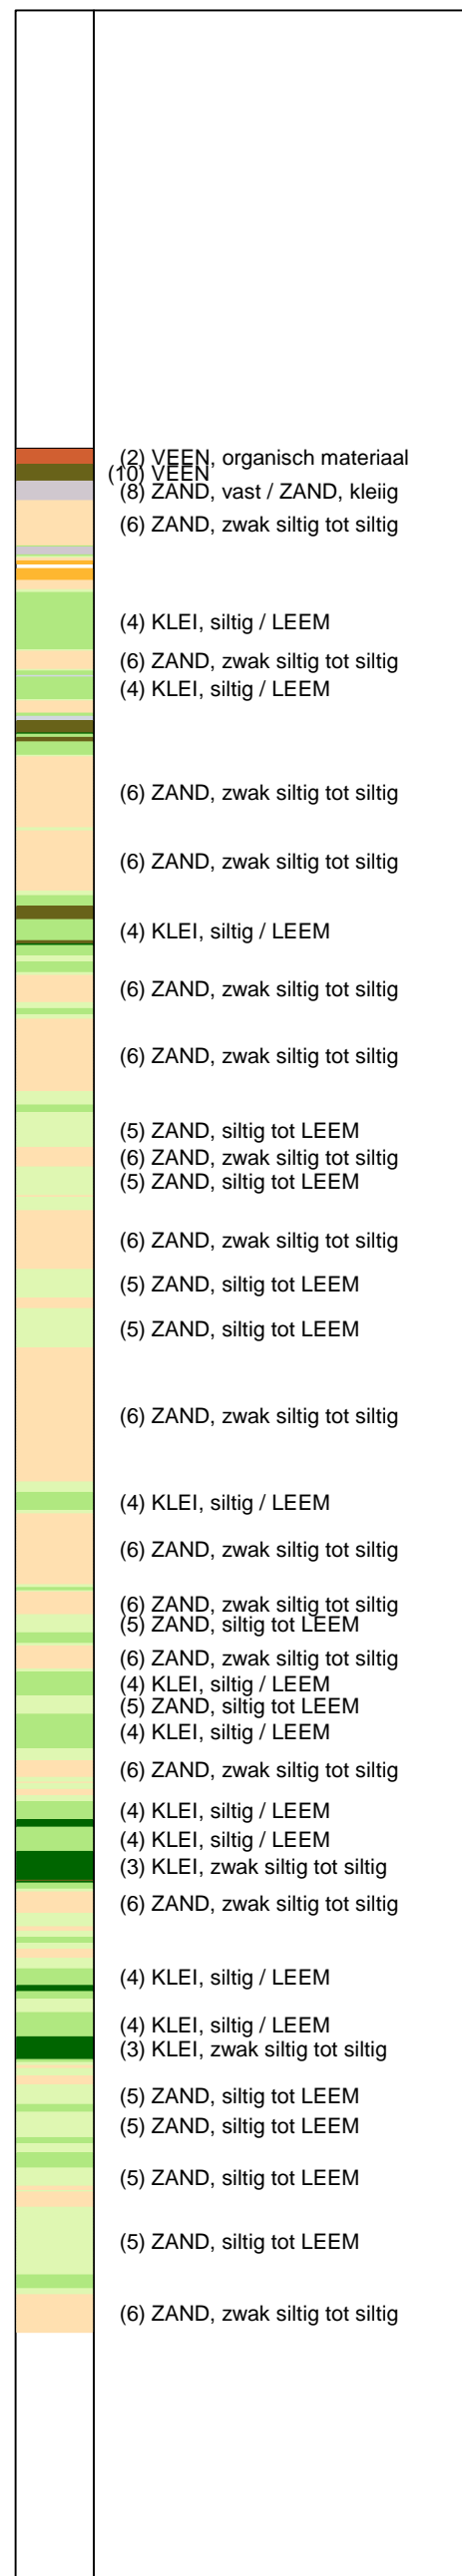 (2) VEEN, organisch materiaal
(10) VEEN
(8) ZAND, vast / ZAND, kleiig
(6) ZAND, zwak siltig tot siltig
(4) KLEI, siltig / LEEM
(6) ZAND, zwak siltig tot siltig
(4) KLEI, siltig / LEEM
(6) ZAND, zwak siltig tot siltig
(6) ZAND, zwak siltig tot siltig
(4) KLEI, siltig / LEEM
(6) ZAND, zwak siltig tot siltig
(6) ZAND, zwak siltig tot siltig
(5) ZAND, siltig tot LEEM
(6) ZAND, zwak siltig tot siltig
(5) ZAND, siltig tot LEEM
(6) ZAND, zwak siltig tot siltig
(5) ZAND, siltig tot LEEM
(5) ZAND, siltig tot LEEM
(6) ZAND, zwak siltig tot siltig
(4) KLEI, siltig / LEEM
(6) ZAND, zwak siltig tot siltig
(6) ZAND, zwak siltig tot siltig
(5) ZAND, siltig tot LEEM
(6) ZAND, zwak siltig tot siltig
(4) KLEI, siltig / LEEM
(5) ZAND, siltig tot LEEM
(4) KLEI, siltig / LEEM
(6) ZAND, zwak siltig tot siltig
(4) KLEI, siltig / LEEM
(4) KLEI, siltig / LEEM
(3) KLEI, zwak siltig tot siltig
(6) ZAND, zwak siltig tot siltig
(4) KLEI, siltig / LEEM
(4) KLEI, siltig / LEEM
(3) KLEI, zwak siltig tot siltig
(5) ZAND, siltig tot LEEM
(5) ZAND, siltig tot LEEM
(5) ZAND, siltig tot LEEM
(5) ZAND, siltig tot LEEM
(6) ZAND, zwak siltig tot siltig